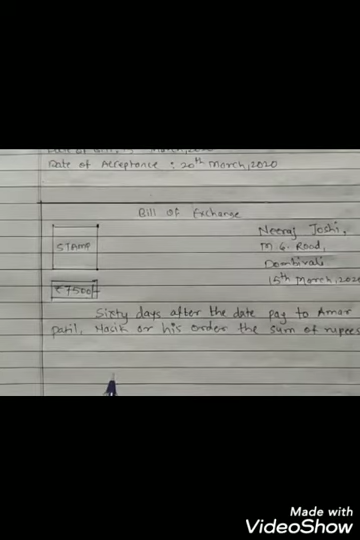 March, 2020
Date of Acceptance : 20th March, 2020
Bill of Exchange
Neeraj Joshi,
STAMP
M. G. Road,
Dombivali
15th March, 2020
₹7500/-
Sixty days after the date pay to Amar
patil, Nasik or his order the sum of rupees
Made with
VideoShow